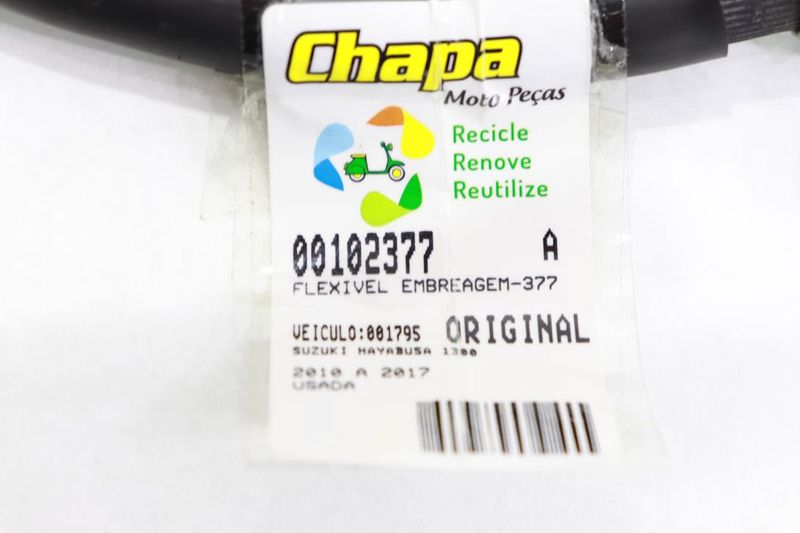 Chapa
Moto Peças
Recicle
Renove
Reutilize
00102377 A
FLEXIVEL EMBREAGEM-377
VEICULO:001795 ORIGINAL
SUZUKI HAYABUSA 1300
2010 A 2017
USADA